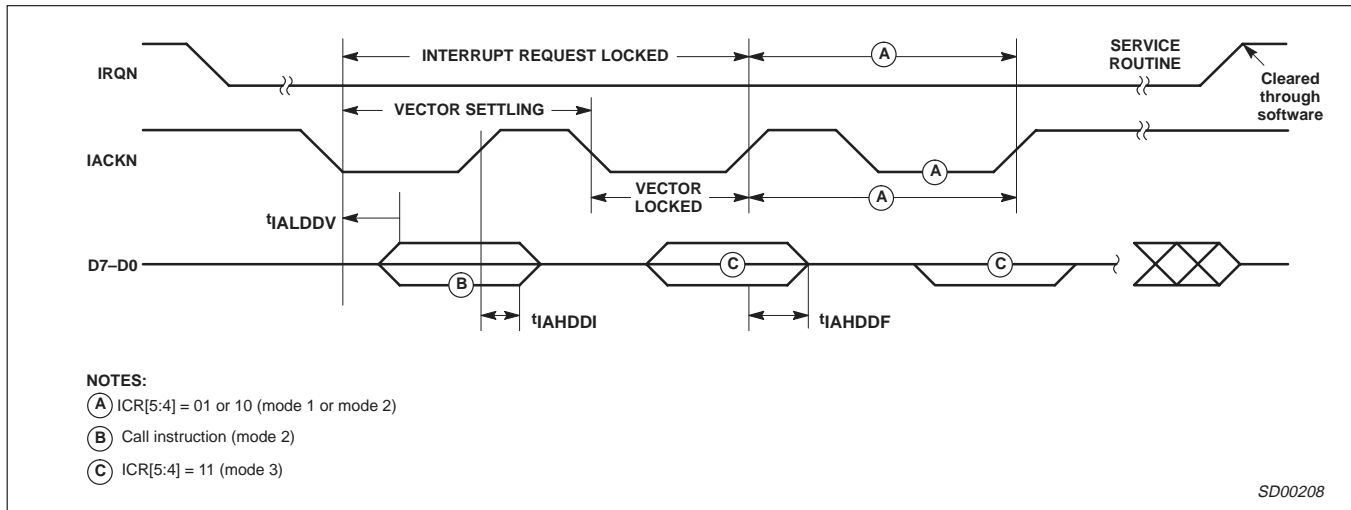 IRQN
INTERRUPT REQUEST LOCKED
A
SERVICE
ROUTINE
Cleared
through
software
VECTOR SETTLING
IACKN
A
VECTOR
LOCKED
A
tIALDDV
D7–D0
B
C
C
tIAHDDI
tIAHDDF
NOTES:
A ICR[5:4] = 01 or 10 (mode 1 or mode 2)
B Call instruction (mode 2)
C ICR[5:4] = 11 (mode 3)
SD00208